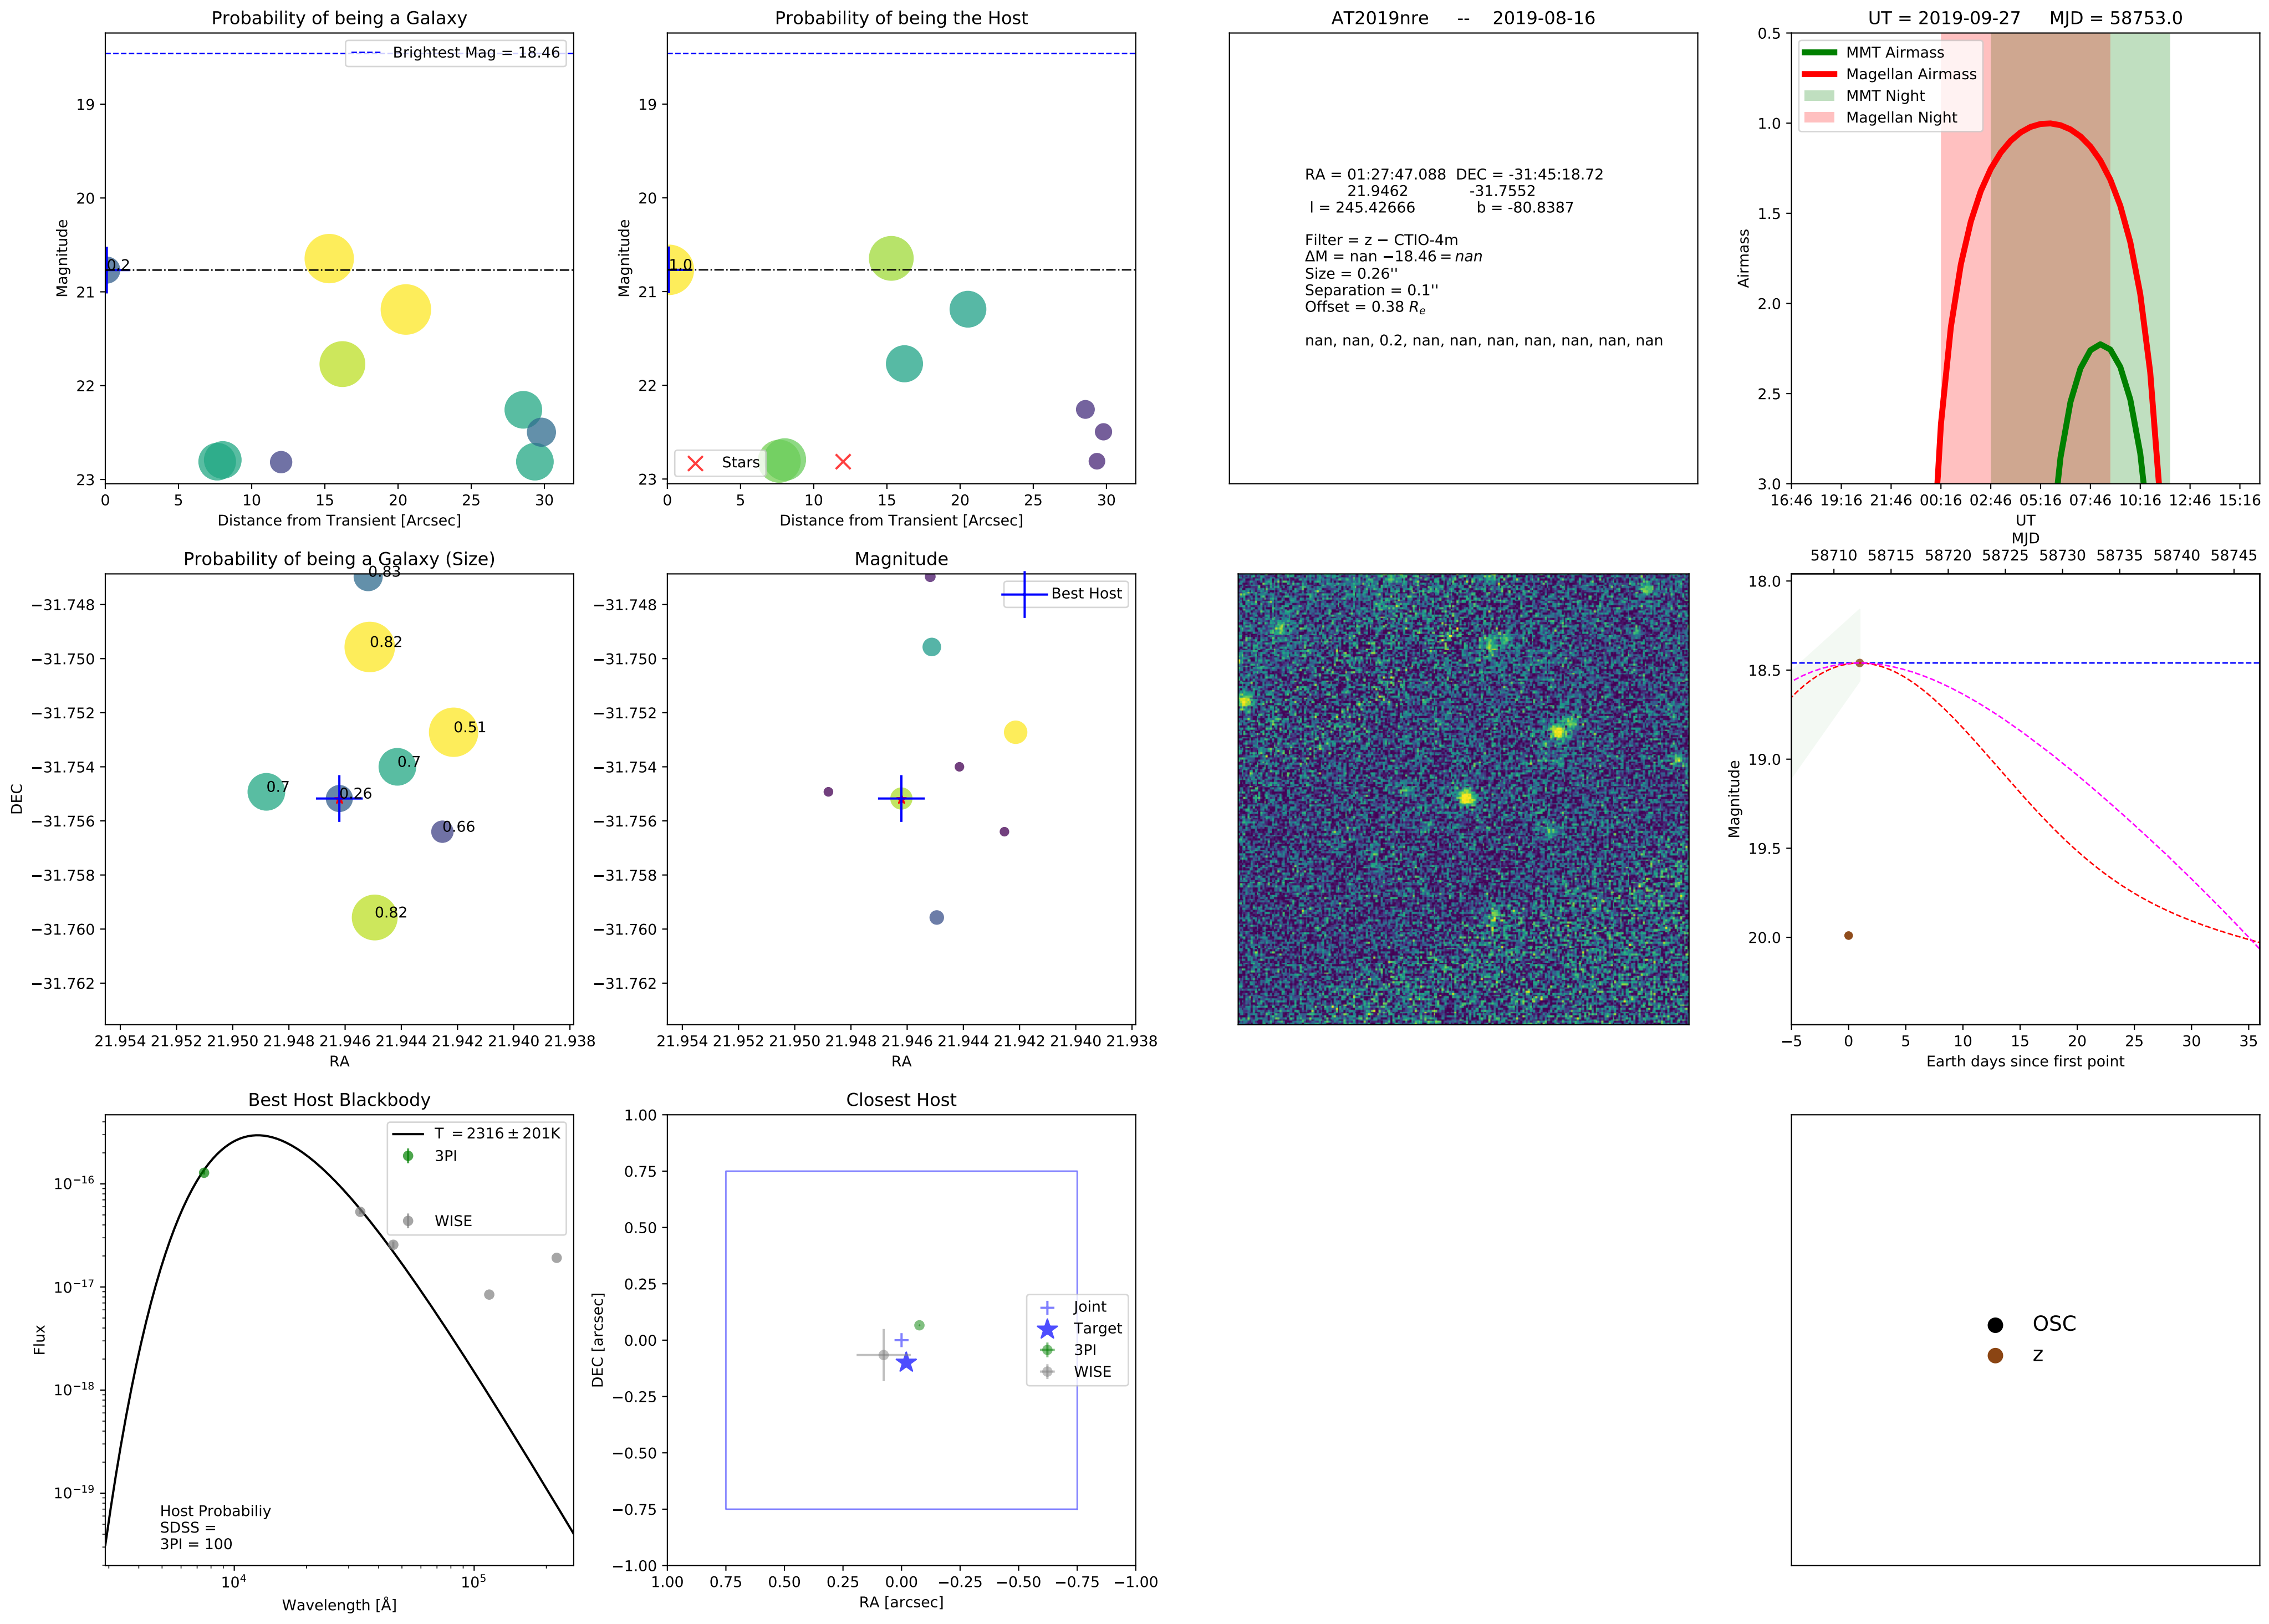 Probability of being a Galaxy
Brightest Mag = 18.46
0.2
19
20
21
22
23
Magnitude
0 5 10 15 20 25 30
Distance from Transient [Arcsec]
Probability of being the Host
1.0
Stars
19
20
21
22
23
Magnitude
0 5 10 15 20 25 30
Distance from Transient [Arcsec]
AT2019nre -- 2019-08-16
RA = 01:27:47.088 DEC = -31:45:18.72
21.9462 -31.7552
l = 245.42666 b = -80.8387
Filter = z − CTIO-4m
ΔM = nan −18.46 = nan
Size = 0.26''
Separation = 0.1''
Offset = 0.38 Re
nan, nan, 0.2, nan, nan, nan, nan, nan, nan, nan
UT = 2019-09-27 MJD = 58753.0
MMT Airmass
Magellan Airmass
MMT Night
Magellan Night
0.5
1.0
1.5
2.0
2.5
3.0
Airmass
16:46 19:16 21:46 00:16 02:46 05:16 07:46 10:16 12:46 15:16
UT
Probability of being a Galaxy (Size)
0.83
0.82
0.51
0.7
0.7
0.26
0.66
0.82
−31.748
−31.750
−31.752
−31.754
−31.756
−31.758
−31.760
−31.762
DEC
21.954 21.952 21.950 21.948 21.946 21.944 21.942 21.940 21.938
RA
Magnitude
Best Host
−31.748
−31.750
−31.752
−31.754
−31.756
−31.758
−31.760
−31.762
21.954 21.952 21.950 21.948 21.946 21.944 21.942 21.940 21.938
RA
MJD
58710 58715 58720 58725 58730 58735 58740 58745
18.0
18.5
19.0
19.5
20.0
Magnitude
−5 0 5 10 15 20 25 30 35
Earth days since first point
Best Host Blackbody
T = 2316 ± 201K
3PI
WISE
10−16
10−17
10−18
10−19
Flux
Host Probabiliy
SDSS =
3PI = 100
104 105
Wavelength [Å]
Closest Host
Joint
Target
3PI
WISE
1.00
0.75
0.50
0.25
0.00
−0.25
−0.50
−0.75
−1.00
DEC [arcsec]
1.00 0.75 0.50 0.25 0.00 −0.25 −0.50 −0.75 −1.00
RA [arcsec]
OSC
z